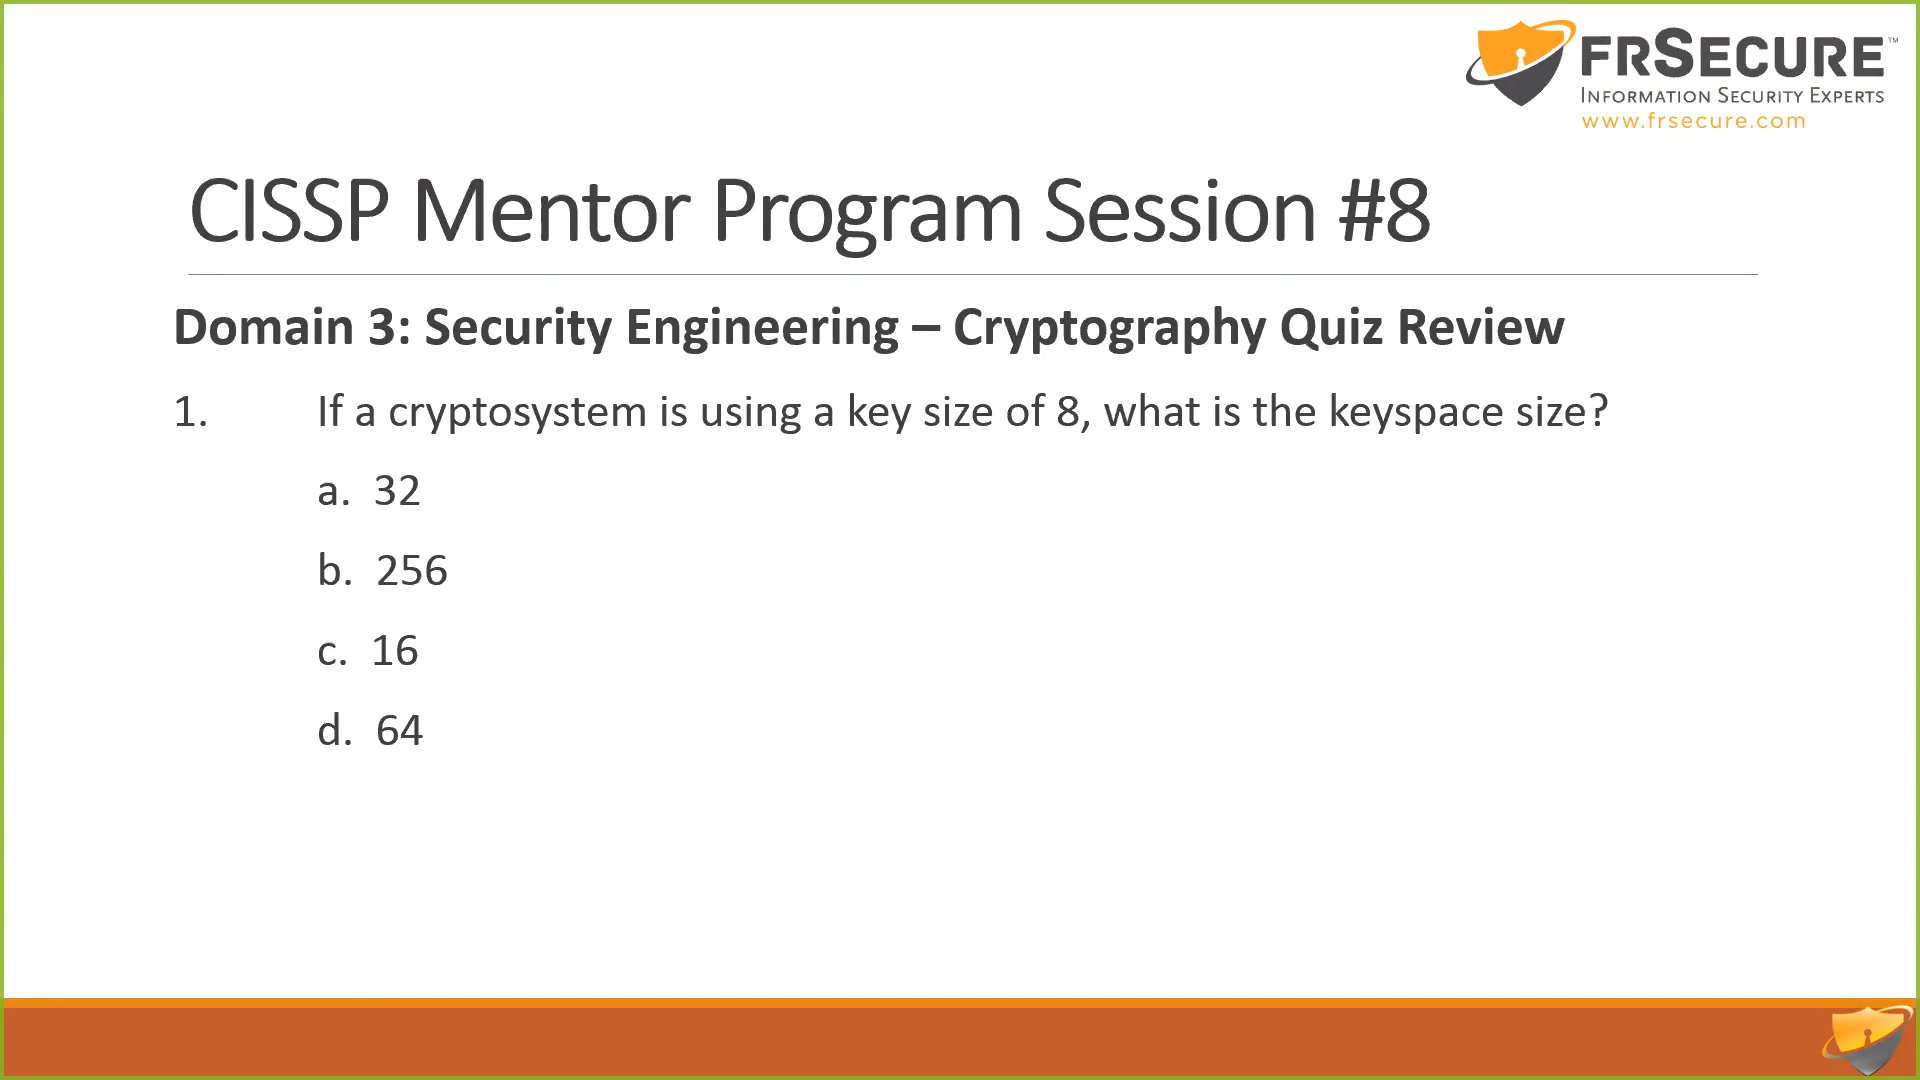 FRSECURE™
INFORMATION SECURITY EXPERTS
www.frsecure.com
CISSP Mentor Program Session #8
Domain 3: Security Engineering – Cryptography Quiz Review
1. If a cryptosystem is using a key size of 8, what is the keyspace size?
a. 32
b. 256
c. 16
d. 64